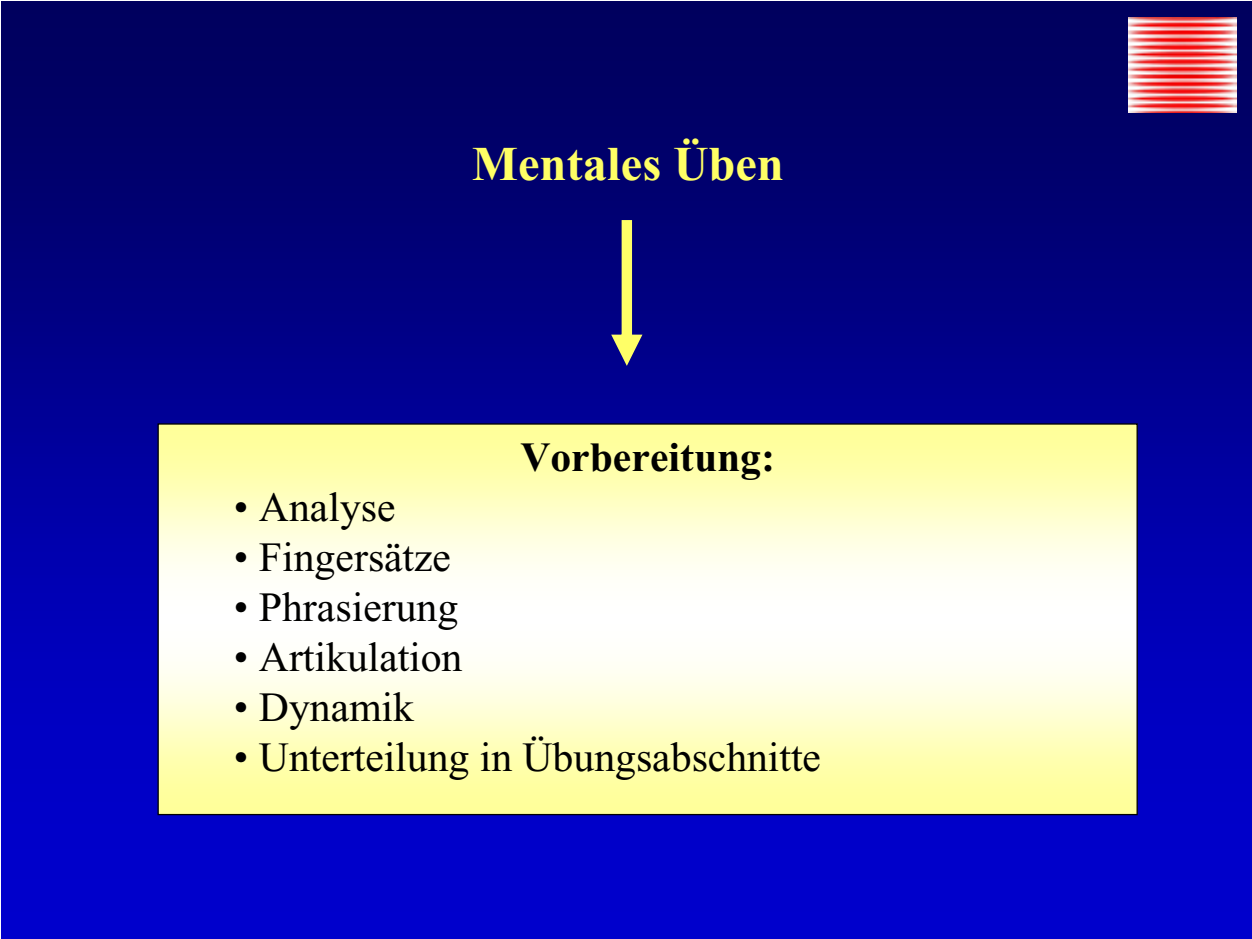 Mentales Üben
Vorbereitung:
• Analyse
• Fingersätze
• Phrasierung
• Artikulation
• Dynamik
• Unterteilung in Übungsabschnitte